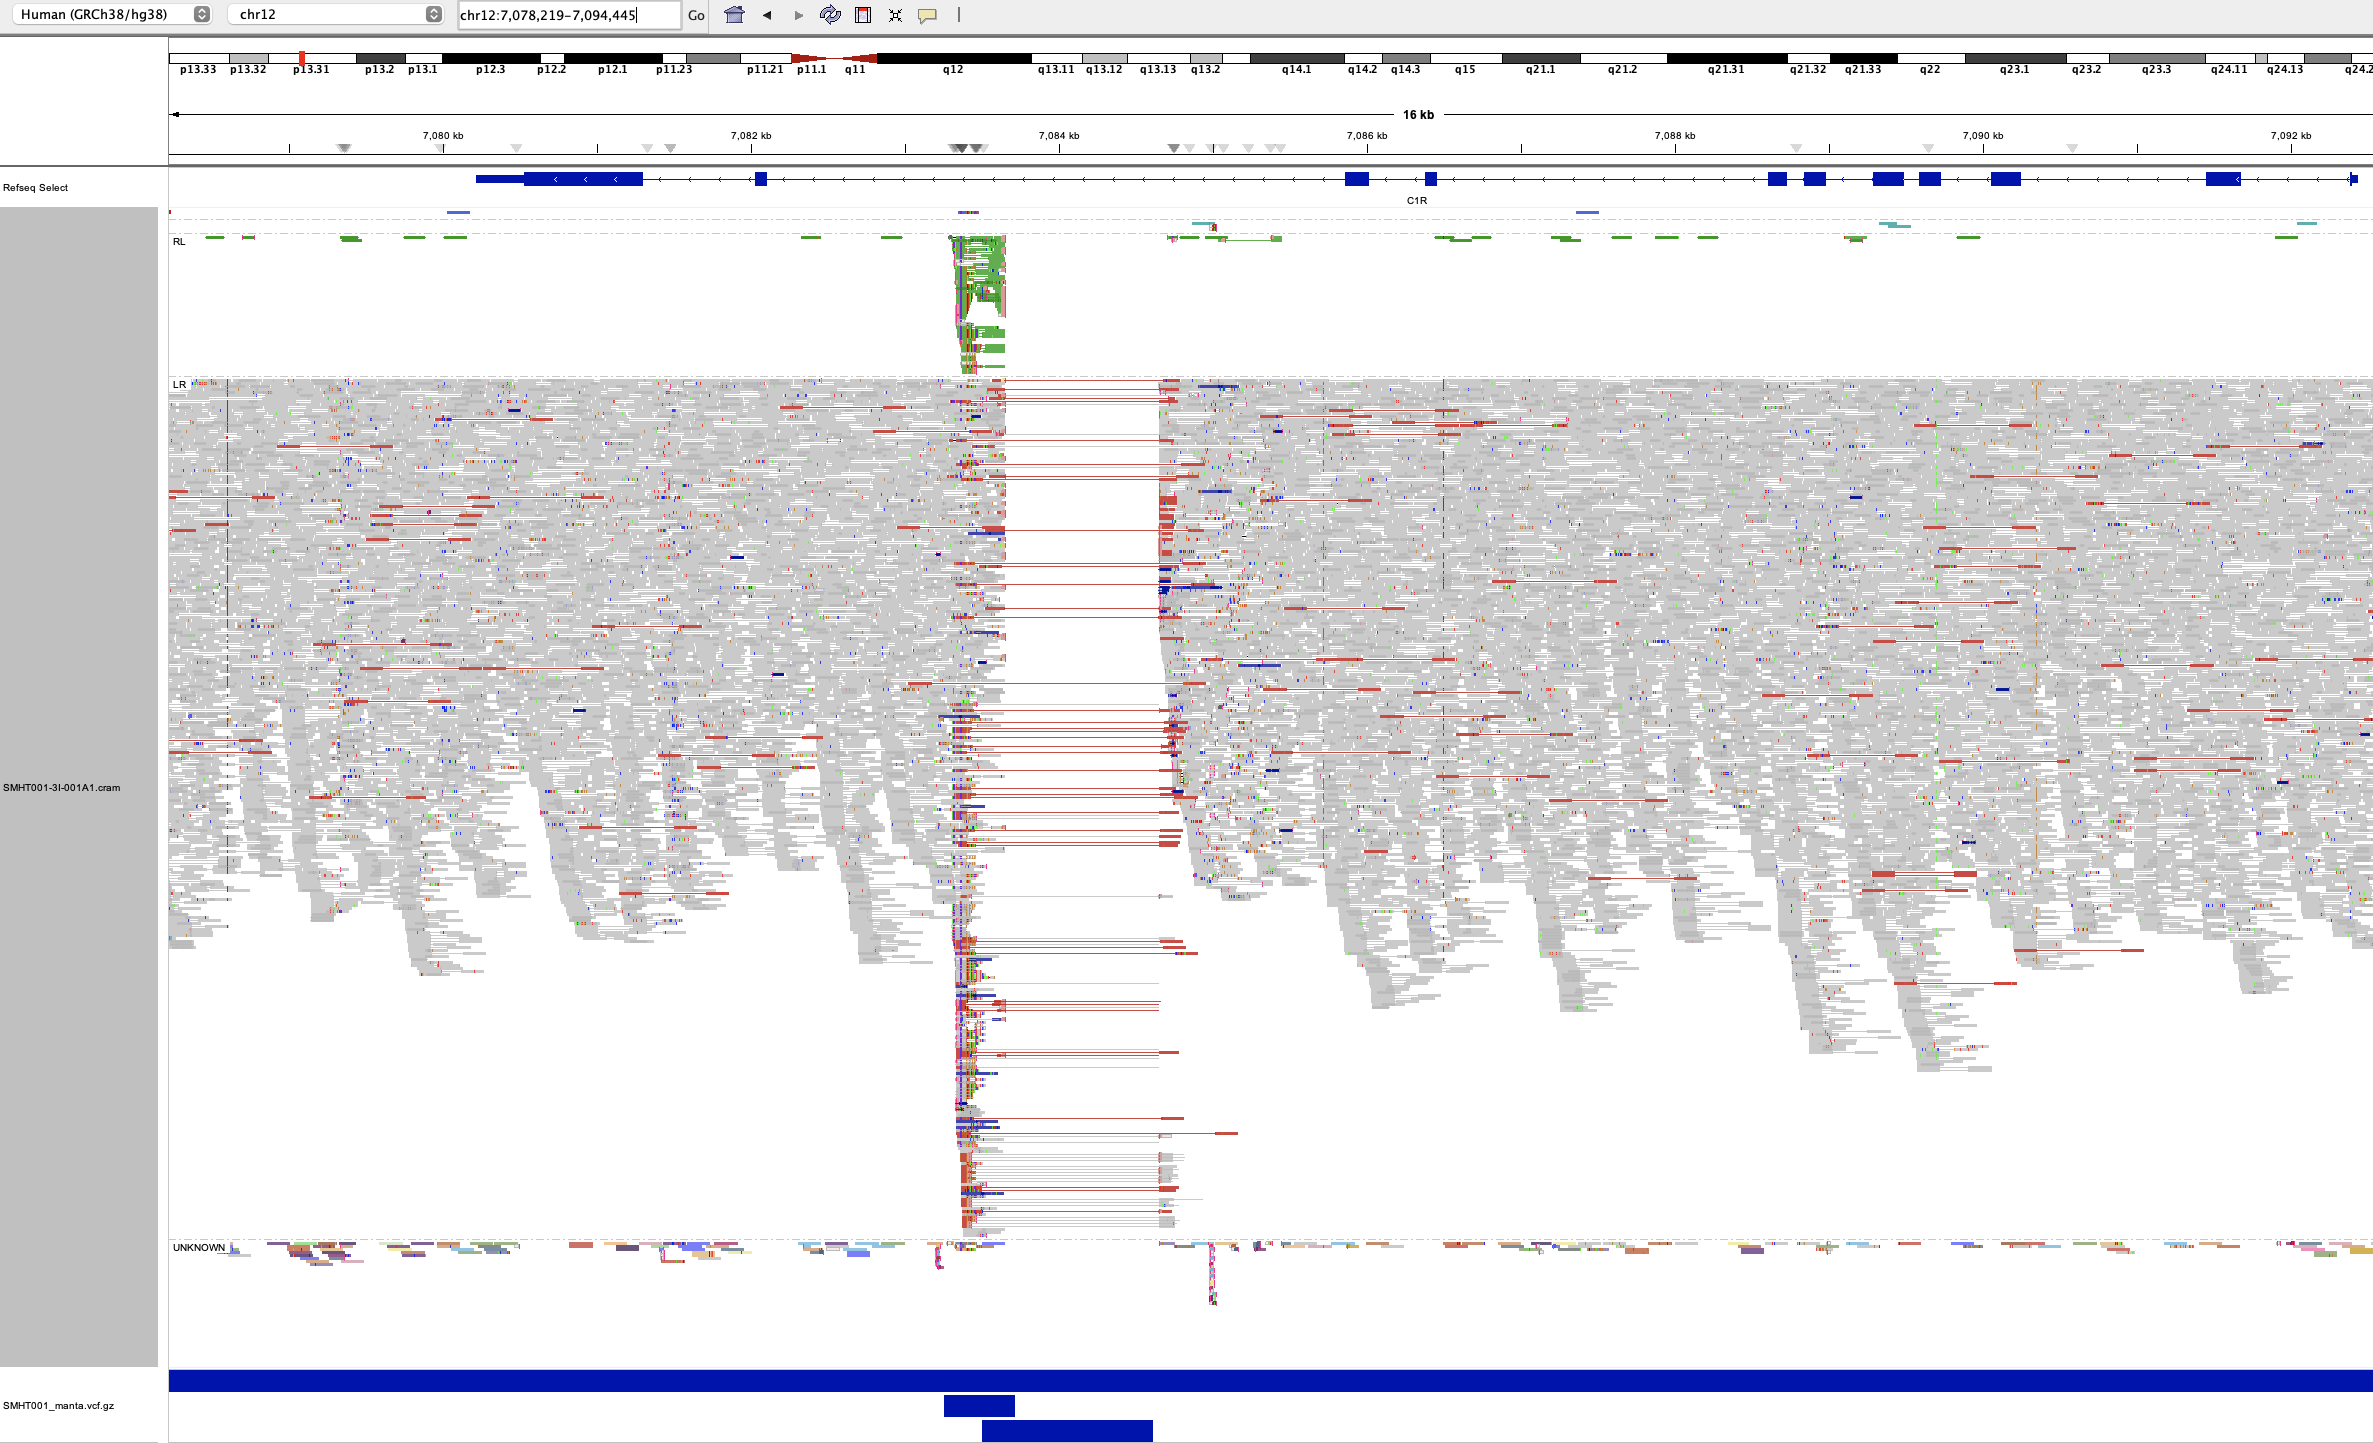 Human (GRCh38/hg38) chr12 chr12:7,078,219-7,094,445 Go
p13.33 p13.32 p13.31 p13.2 p13.1 p12.3 p12.2 p12.1 p11.23 p11.21 p11.1 q11 q12 q13.11 q13.12 q13.13 q13.2 q14.1 q14.2 q14.3 q15 q21.1 q21.2 q21.31 q21.32 q21.33 q22 q23.1 q23.2 q23.3 q24.11 q24.13 q24.2
16 kb
7,080 kb 7,082 kb 7,084 kb 7,086 kb 7,088 kb 7,090 kb 7,092 kb
Refseq Select
C1R
RL
LR
SMHT001-3I-001A1.cram
UNKNOWN
SMHT001_manta.vcf.gz